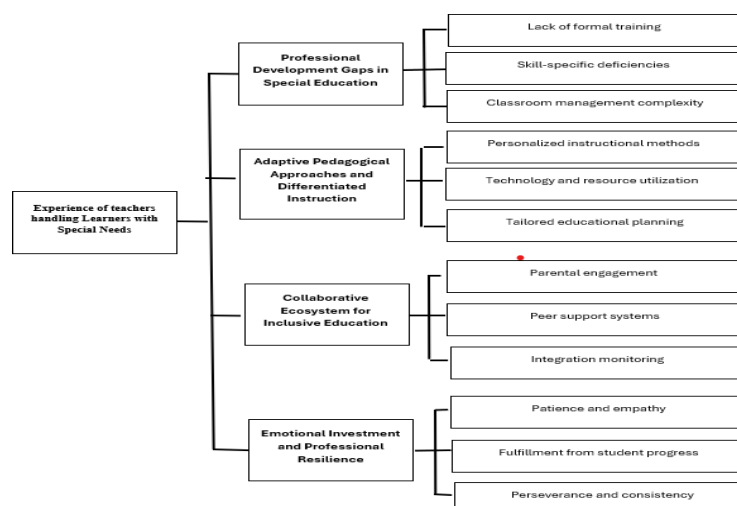 Experience of teachers
handling Learners with
Special Needs
Professional
Development Gaps in
Special Education
Lack of formal training
Skill-specific deficiencies
Classroom management complexity
Adaptive Pedagogical
Approaches and
Differentiated
Instruction
Personalized instructional methods
Technology and resource utilization
Tailored educational planning
Collaborative
Ecosystem for
Inclusive Education
Parental engagement
Peer support systems
Integration monitoring
Emotional Investment
and Professional
Resilience
Patience and empathy
Fulfillment from student progress
Perseverance and consistency